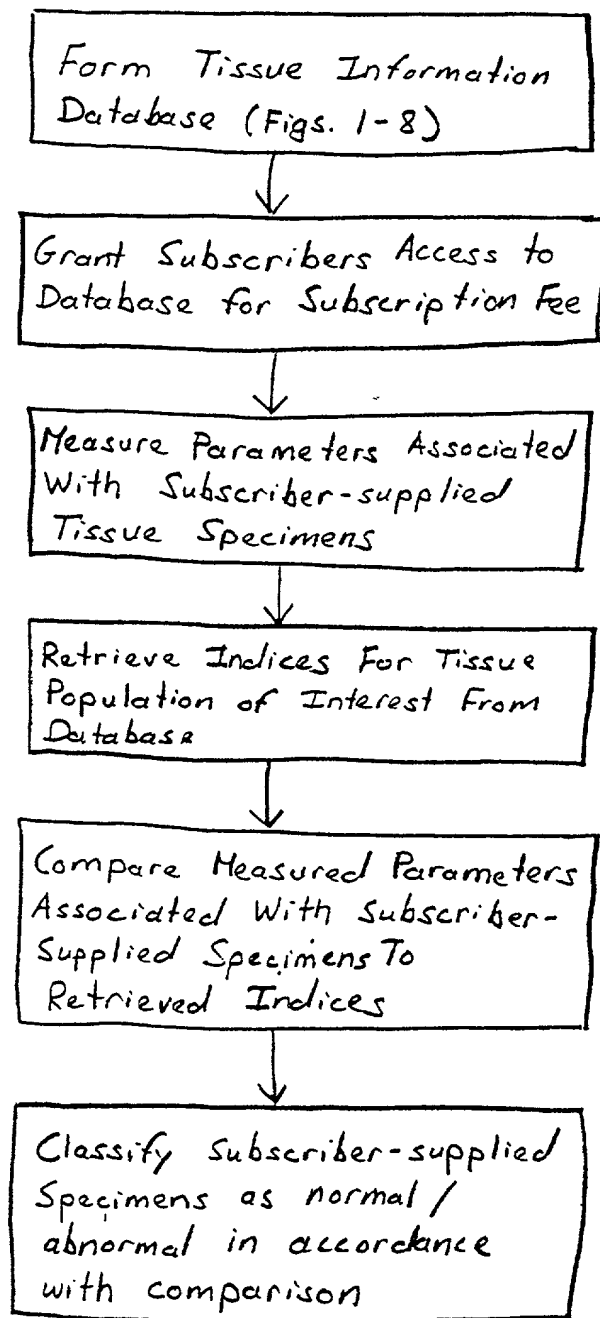 Form Tissue Information
Database (Figs. 1-8)
Grant Subscribers Access to
Database for Subscription Fee
Measure Parameters Associated
With Subscriber-supplied
Tissue Specimens
Retrieve Indices For Tissue
Population of Interest From
Database
Compare Measured Parameters
Associated With Subscriber-
Supplied Specimens To
Retrieved Indices
Classify Subscriber-supplied
Specimens as normal/
abnormal in accordance
with comparison